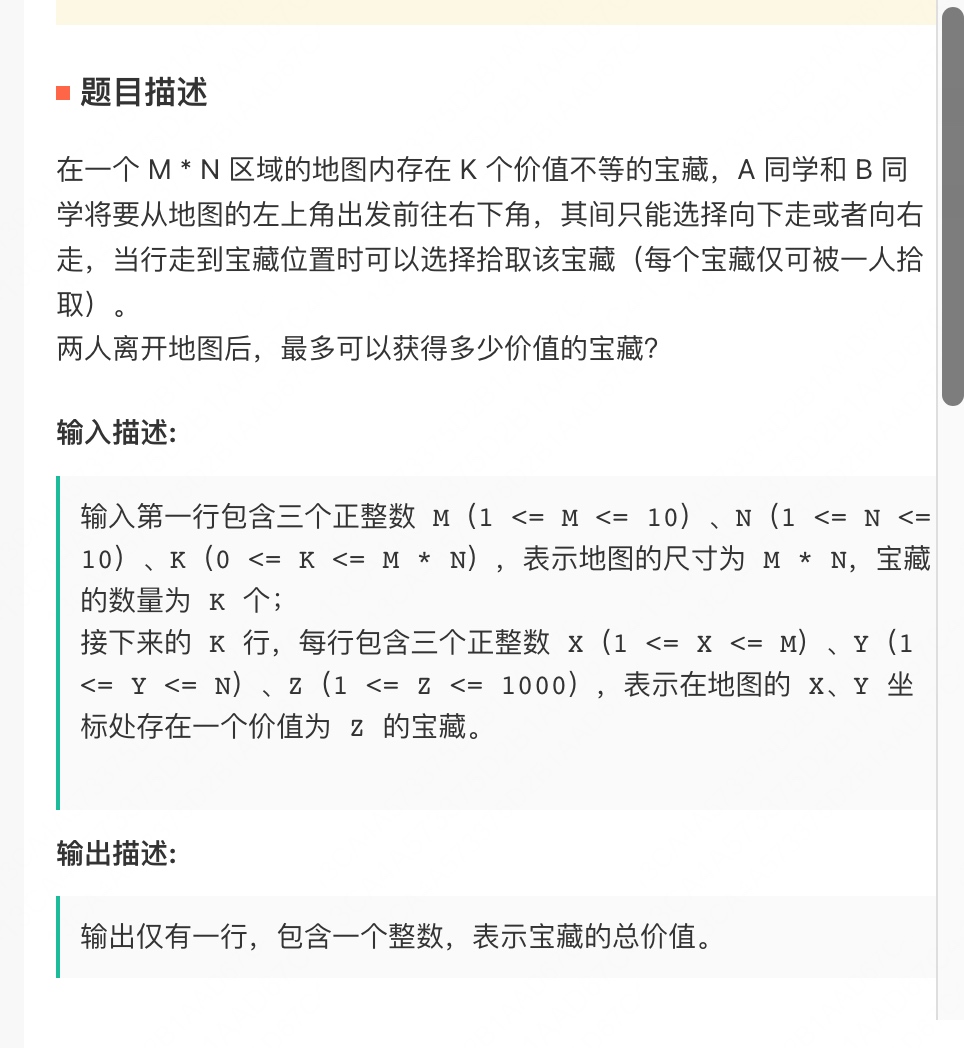 题目描述
在一个 M * N 区域的地图内存在 K 个价值不等的宝藏，A 同学和 B 同
学将要从地图的左上角出发前往右下角，其间只能选择向下走或者向右
走，当行走到宝藏位置时可以选择拾取该宝藏（每个宝藏仅可被一人拾
取）。
两人离开地图后，最多可以获得多少价值的宝藏？
输入描述:
输入第一行包含三个正整数 M（1 <= M <= 10）、N（1 <= N <=
10）、K（0 <= K <= M * N），表示地图的尺寸为 M * N，宝藏
的数量为 K 个；
接下来的 K 行，每行包含三个正整数 X（1 <= X <= M）、Y（1
<= Y <= N）、Z（1 <= Z <= 1000），表示在地图的 X、Y 坐
标处存在一个价值为 Z 的宝藏。
输出描述:
输出仅有一行，包含一个整数，表示宝藏的总价值。